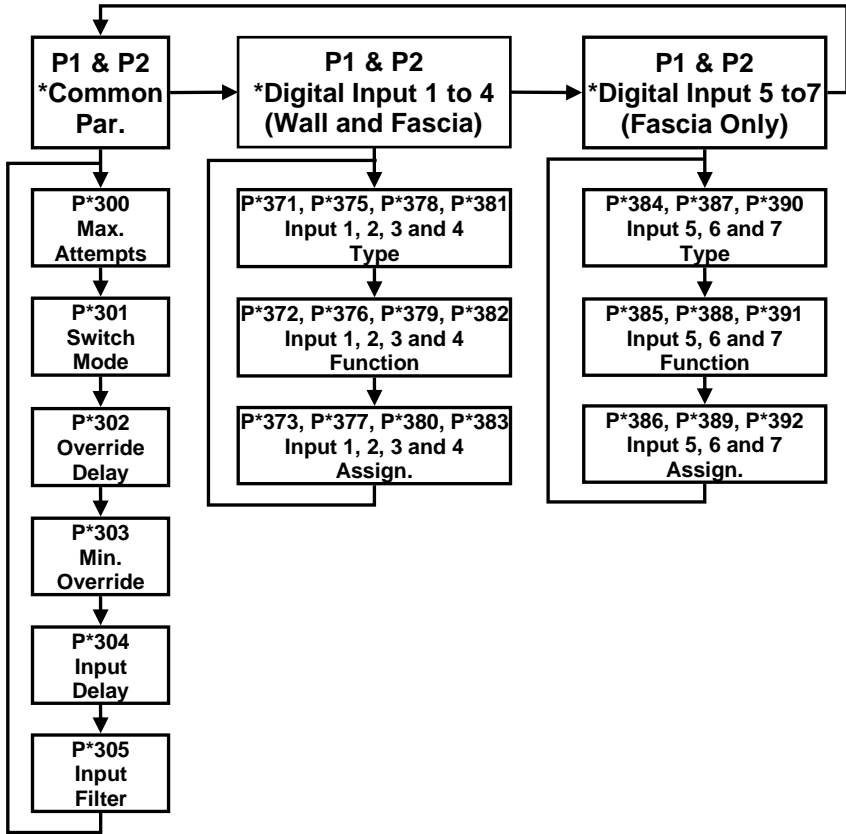 P1 & P2
*Common
Par.
P1 & P2
*Digital Input 1 to 4
(Wall and Fascia)
P1 & P2
*Digital Input 5 to7
(Fascia Only)
P*300
Max.
Attempts
P*301
Switch
Mode
P*302
Override
Delay
P*303
Min.
Override
P*304
Input
Delay
P*305
Input
Filter
P*371, P*375, P*378, P*381
Input 1, 2, 3 and 4
Type
P*372, P*376, P*379, P*382
Input 1, 2, 3 and 4
Function
P*373, P*377, P*380, P*383
Input 1, 2, 3 and 4
Assign.
P*384, P*387, P*390
Input 5, 6 and 7
Type
P*385, P*388, P*391
Input 5, 6 and 7
Function
P*386, P*389, P*392
Input 5, 6 and 7
Assign.